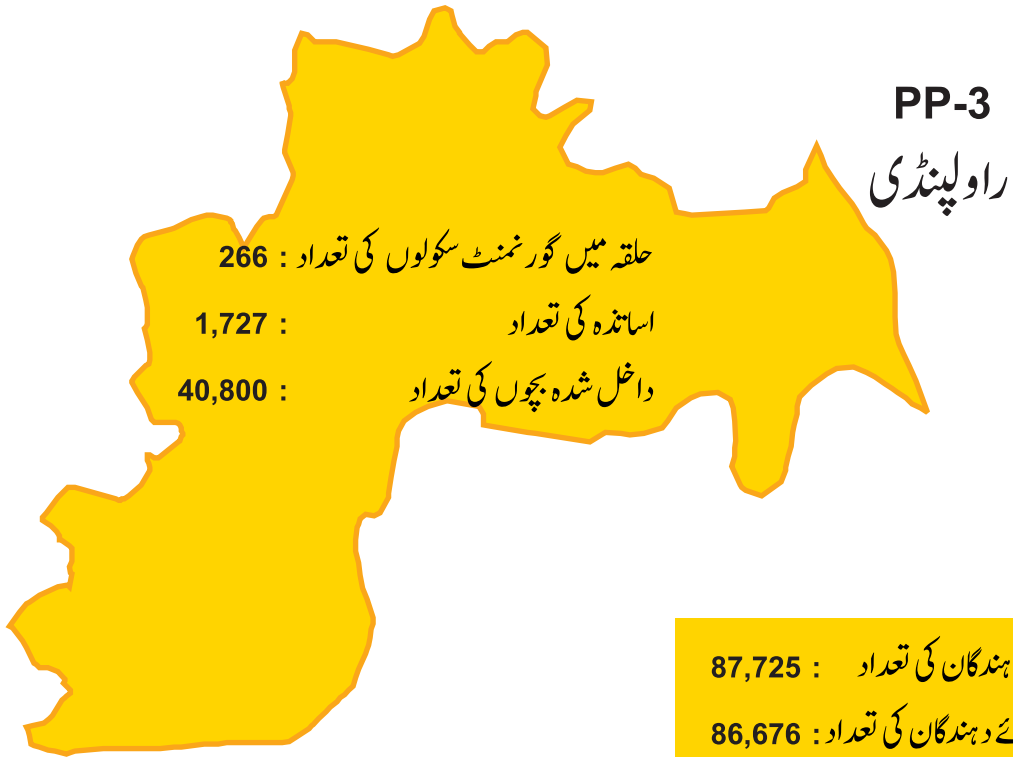 PP-3
راولپنڈی
حلقہ میں گورنمنٹ سکولوں کی تعداد : 266
اساتذہ کی تعداد : 1,727
داخل شدہ بچوں کی تعداد : 40,800
ہندگان کی تعداد : 87,725
ئے دہندگان کی تعداد : 86,676